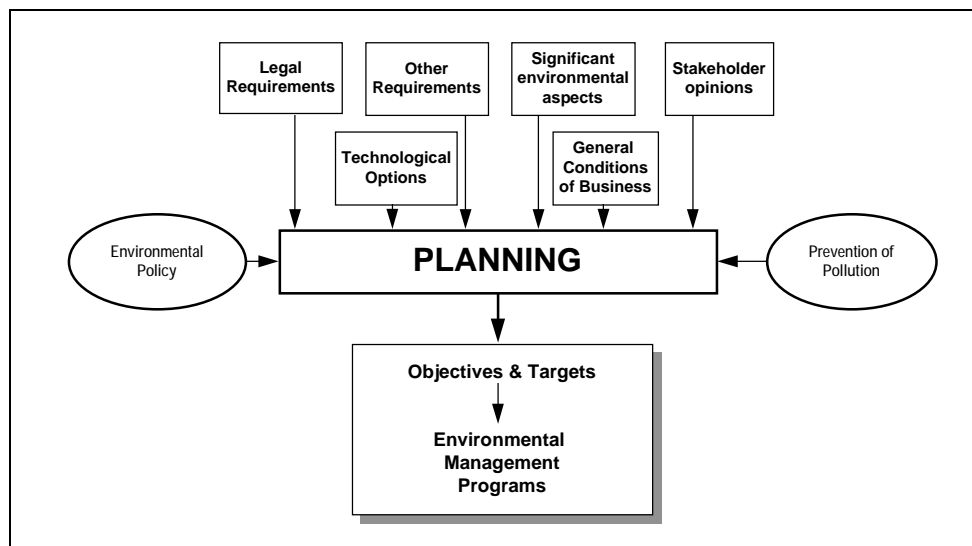 Legal
Requirements
Other
Requirements
Significant
environmental
aspects
Stakeholder
opinions
Technological
Options
General
Conditions
of Business
Environmental
Policy
PLANNING
Prevention of
Pollution
Objectives & Targets
Environmental
Management
Programs